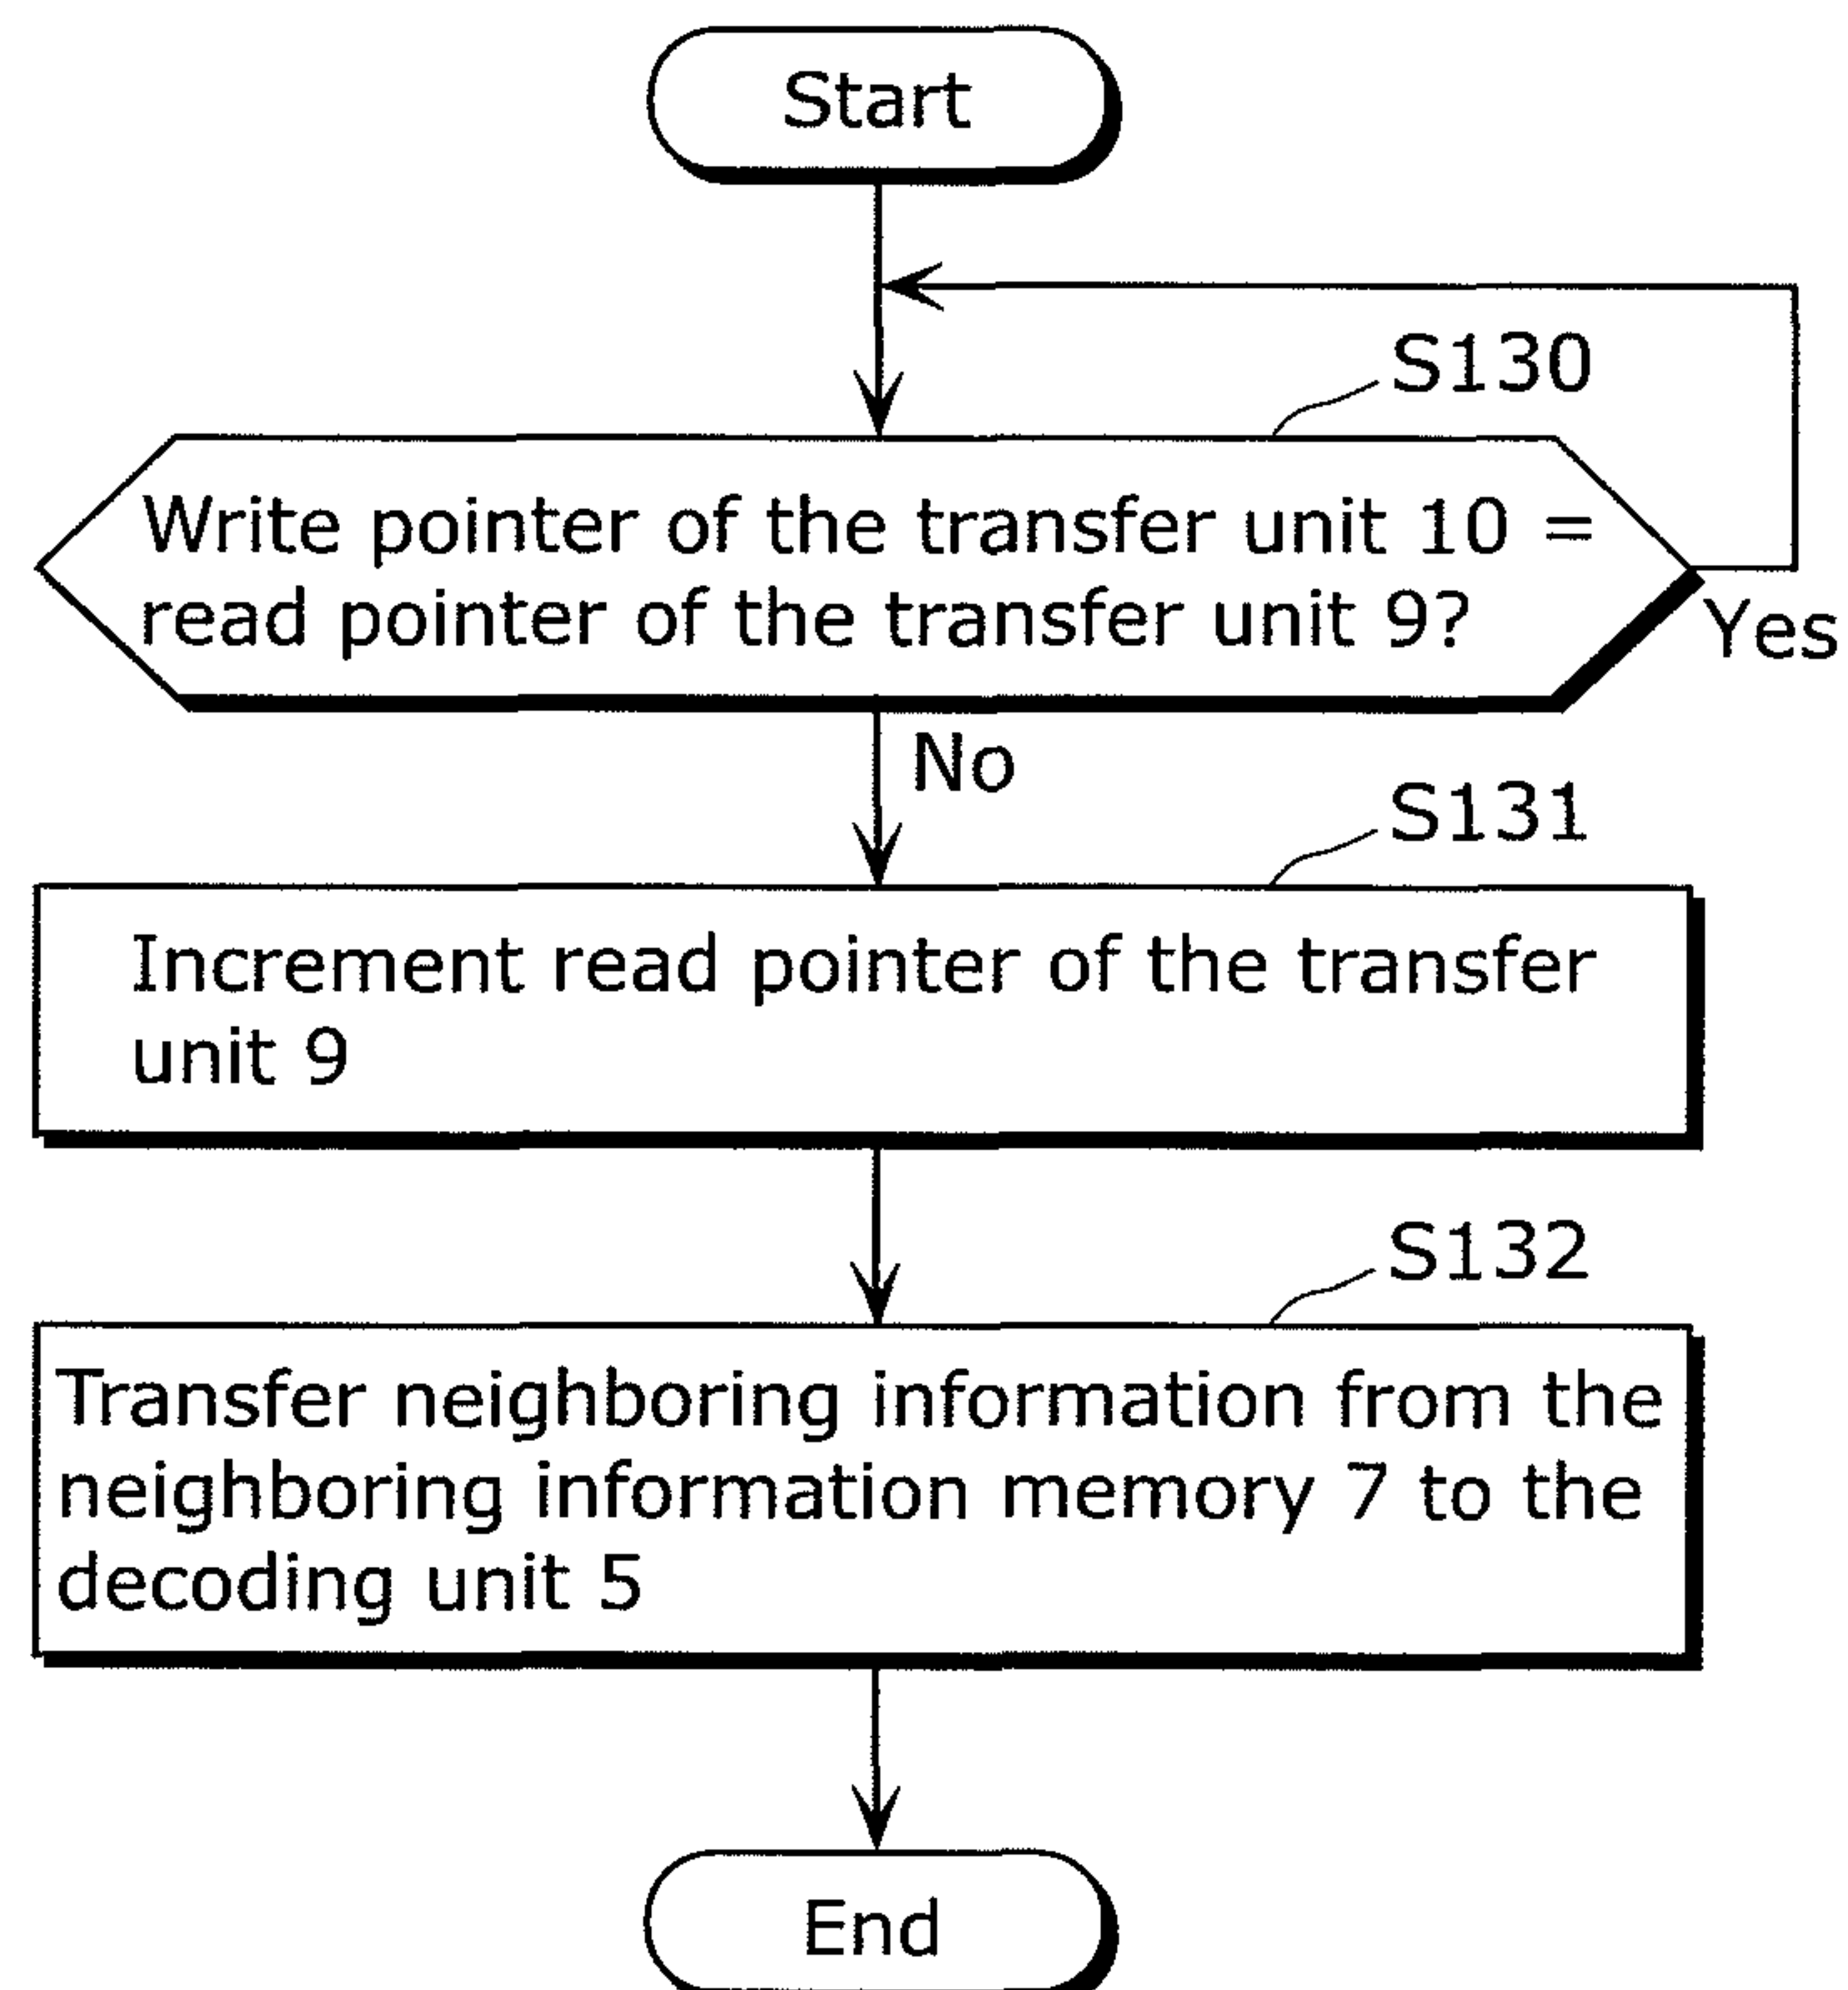 Start
S130
Write pointer of the transfer unit 10 =
read pointer of the transfer unit 9?
Yes
No
S131
Increment read pointer of the transfer
unit 9
S132
Transfer neighboring information from the
neighboring information memory 7 to the
decoding unit 5
End